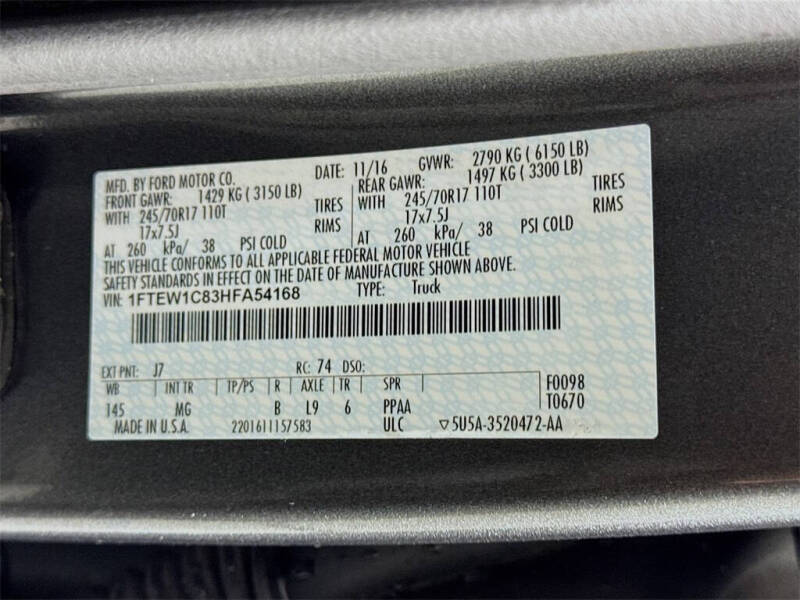 MFD. BY FORD MOTOR CO. DATE: 11/16 GVWR: 2790 KG ( 6150 LB)
FRONT GAWR: 1429 KG ( 3150 LB) REAR GAWR: 1497 KG ( 3300 LB)
WITH 245/70R17 110T TIRES WITH 245/70R17 110T TIRES
17x7.5J RIMS 17x7.5J RIMS
AT 260 kPa/ 38 PSI COLD AT 260 kPa/ 38 PSI COLD
THIS VEHICLE CONFORMS TO ALL APPLICABLE FEDERAL MOTOR VEHICLE
SAFETY STANDARDS IN EFFECT ON THE DATE OF MANUFACTURE SHOWN ABOVE.
VIN: 1FTEW1C83HFA54168 TYPE: Truck
EXT PNT: J7 RC: 74 DSO:
WB INT TR TP/PS R AXLE TR SPR F0098
145 MG B L9 6 PPAA T0670
MADE IN U.S.A. 2201611157583 ULC ▽5U5A-3520472-AA